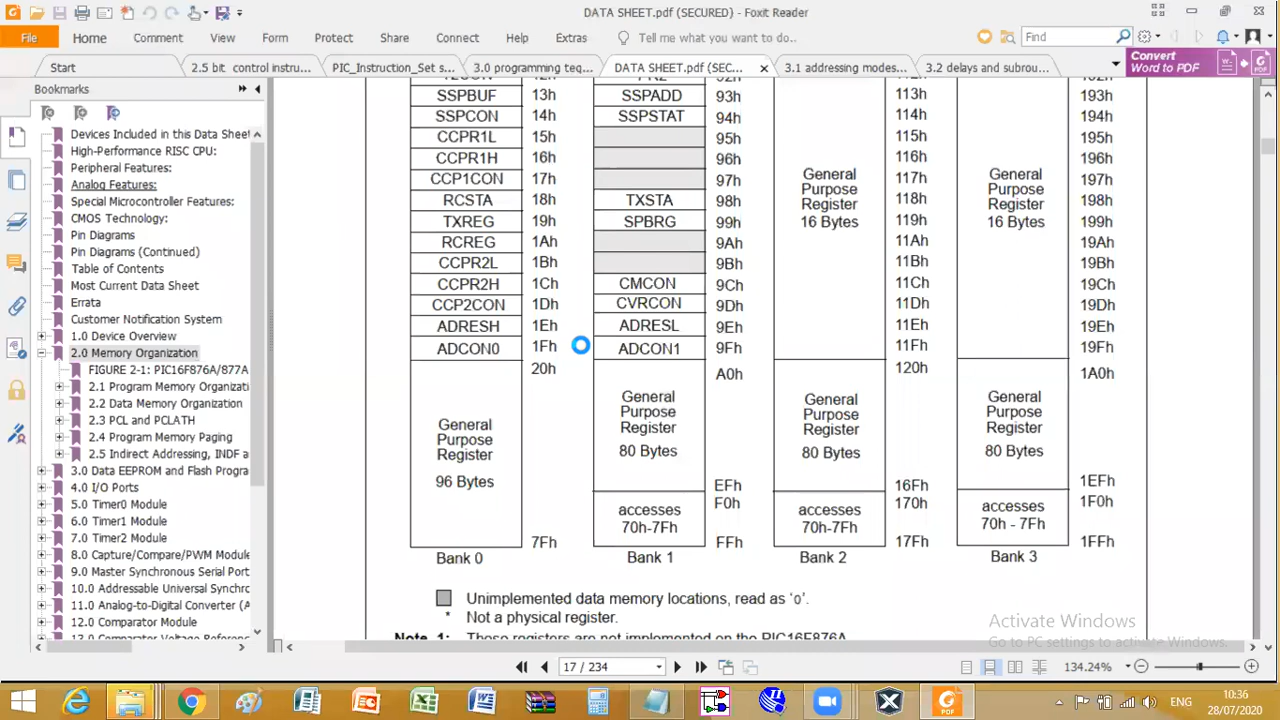 DATA SHEET.pdf (SECURED) - Foxit Reader
File Home Comment View Form Protect Share Connect Help Extras Tell me what you want to do.. Find
Start 2.5 bit control instru... PIC_Instruction_Set s... 3.0 programming teq... DATA SHEET.pdf (SEC... 3.1 addressing modes... 3.2 delays and subrou...
Convert
Word to PDF
Bookmarks
Devices Included in this Data Sheet
High-Performance RISC CPU:
Peripheral Features:
Analog Features:
Special Microcontroller Features:
CMOS Technology:
Pin Diagrams
Pin Diagrams (Continued)
Table of Contents
Most Current Data Sheet
Errata
Customer Notification System
1.0 Device Overview
2.0 Memory Organization
FIGURE 2-1: PIC16F876A/877A
2.1 Program Memory Organizati
2.2 Data Memory Organization
2.3 PCL and PCLATH
2.4 Program Memory Paging
2.5 Indirect Addressing, INDF a
3.0 Data EEPROM and Flash Progra
4.0 I/O Ports
5.0 Timer0 Module
6.0 Timer1 Module
7.0 Timer2 Module
8.0 Capture/Compare/PWM Module
9.0 Master Synchronous Serial Port
10.0 Addressable Universal Synchro
11.0 Analog-to-Digital Converter (A
12.0 Comparator Module
SSPBUF 13h SSPADD 93h 113h 193h
SSPCON 14h SSPSTAT 94h 114h 194h
CCPR1L 15h 95h 115h 195h
CCPR1H 16h 96h 116h 196h
CCP1CON 17h 97h 117h 197h
RCSTA 18h TXSTA 98h 118h 198h
TXREG 19h SPBRG 99h 119h 199h
RCREG 1Ah 9Ah 11Ah 19Ah
CCPR2L 1Bh 9Bh 11Bh 19Bh
CCPR2H 1Ch CMCON 9Ch 11Ch 19Ch
CCP2CON 1Dh CVRCON 9Dh 11Dh 19Dh
ADRESH 1Eh ADRESL 9Eh 11Eh 19Eh
ADCON0 1Fh ADCON1 9Fh 11Fh 19Fh
20h A0h 120h 1A0h
General
Purpose
Register
16 Bytes
General
Purpose
Register
16 Bytes
General
Purpose
Register
96 Bytes
General
Purpose
Register
80 Bytes
General
Purpose
Register
80 Bytes
General
Purpose
Register
80 Bytes
EFh 16Fh 1EFh
F0h 170h 1F0h
accesses
70h-7Fh
accesses
70h-7Fh
accesses
70h - 7Fh
7Fh FFh 17Fh 1FFh
Bank 0 Bank 1 Bank 2 Bank 3
Unimplemented data memory locations, read as ‘0’.
* Not a physical register.
Note 1: These registers are not implemented on the PIC16F876A.
Activate Windows
Go to PC settings to activate Windows.
17 / 234 134.24%
ENG 10:36
28/07/2020